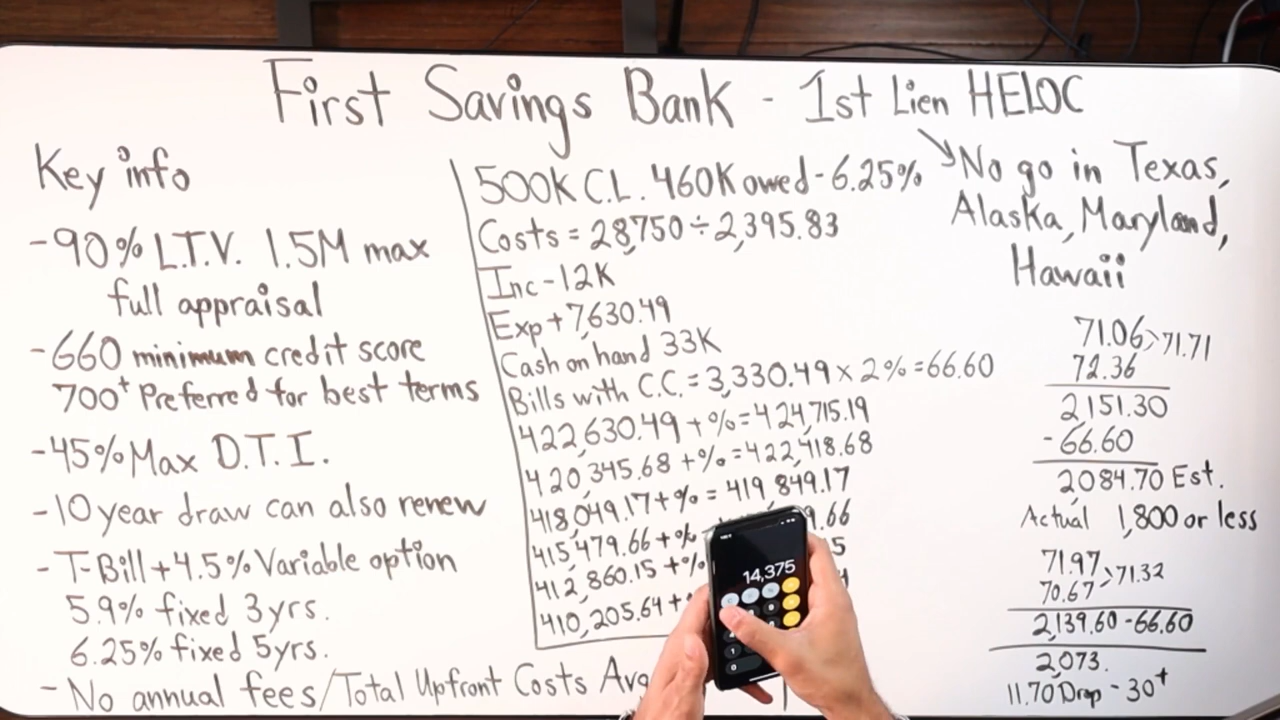 First Savings Bank - 1st Lien HELOC
Key info
-90% L.T.V. 1.5M max
full appraisal
-660 minimum credit score
700+ Preferred for best terms
-45% Max D.T.I.
-10 year draw can also renew
-T-Bill+4.5% Variable option
5.9% fixed 3yrs.
6.25% fixed 5yrs.
-No annual fees/Total Upfront Costs Avg
500K C.L. 460K owed-6.25%
Costs = 28,750÷2,395.83
Inc-12K
Exp+7,630.49
Cash on hand 33K
Bills with C.C.=3,330.49×2%=66.60
422,630.49+%=424,715.19
420,345.68+%=422,418.68
418,049.17+%=419,849.17
415,479.66+% 9.66
412,860.15+% 5
410,205.64+
14,375
No go in Texas,
Alaska, Maryland,
Hawaii
71.06>71.71
72.36
2151.30
-66.60
2084.70 Est.
Actual 1,800 or less
71.97>71.32
70.67
2,139.60-66.60
2,073.
11.70 Drop-30+